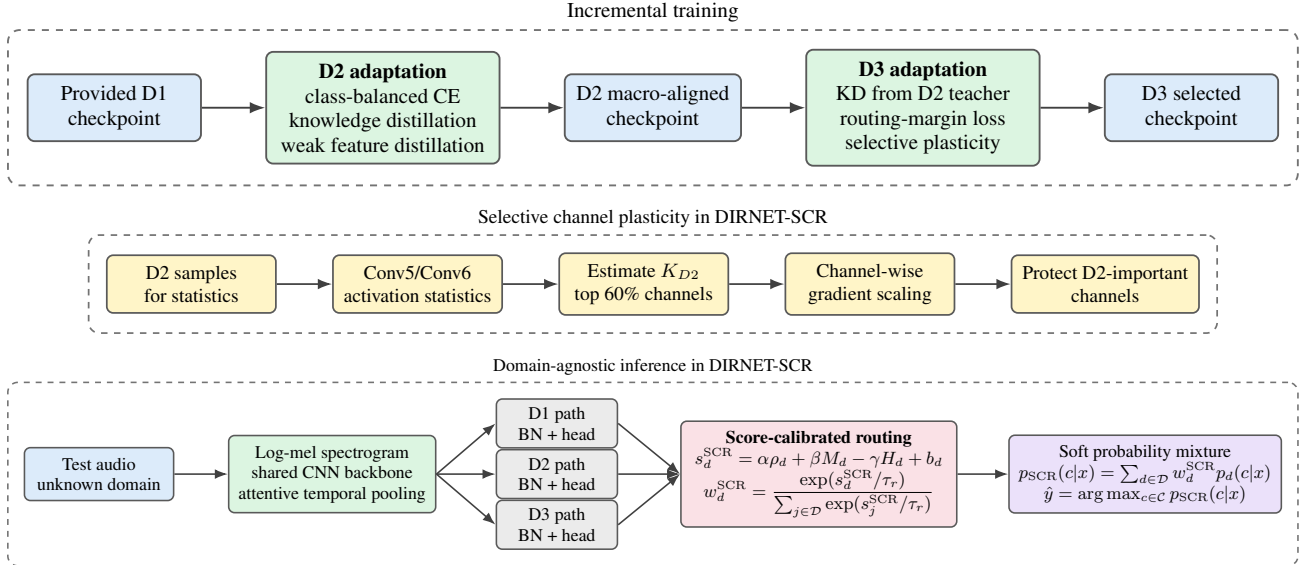 Incremental training
Provided D1
checkpoint
D2 adaptation
class-balanced CE
knowledge distillation
weak feature distillation
D2 macro-aligned
checkpoint
D3 adaptation
KD from D2 teacher
routing-margin loss
selective plasticity
D3 selected
checkpoint
Selective channel plasticity in DIRNET-SCR
D2 samples
for statistics
Conv5/Conv6
activation statistics
Estimate K_{D2}
top 60% channels
Channel-wise
gradient scaling
Protect D2-important
channels
Domain-agnostic inference in DIRNET-SCR
Test audio
unknown domain
Log-mel spectrogram
shared CNN backbone
attentive temporal pooling
D1 path
BN + head
D2 path
BN + head
D3 path
BN + head
Score-calibrated routing
s_d^{SCR} = αρ_d + βM_d − γH_d + b_d
w_d^{SCR} = exp(s_d^{SCR}/τ_r) / ∑_{j∈𝒟} exp(s_j^{SCR}/τ_r)
Soft probability mixture
p_{SCR}(c|x) = ∑_{d∈𝒟} w_d^{SCR} p_d(c|x)
ŷ = arg max_{c∈𝒞} p_{SCR}(c|x)